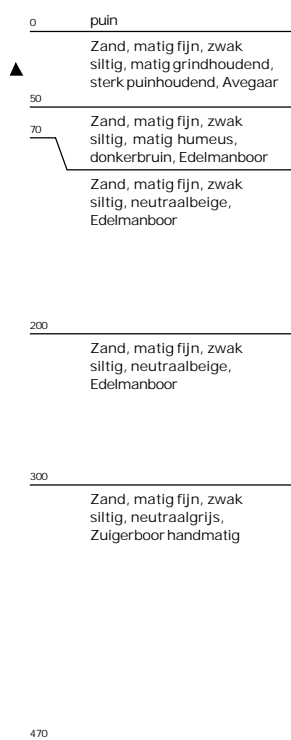 0 puin
Zand, matig fijn, zwak
siltig, matig grindhoudend,
sterk puinhoudend, Avegaar
50
Zand, matig fijn, zwak
70
siltig, matig humeus,
donkerbruin, Edelmanboor
Zand, matig fijn, zwak
siltig, neutraalbeige,
Edelmanboor
200
Zand, matig fijn, zwak
siltig, neutraalbeige,
Edelmanboor
300
Zand, matig fijn, zwak
siltig, neutraalgrijs,
Zuigerboor handmatig
470